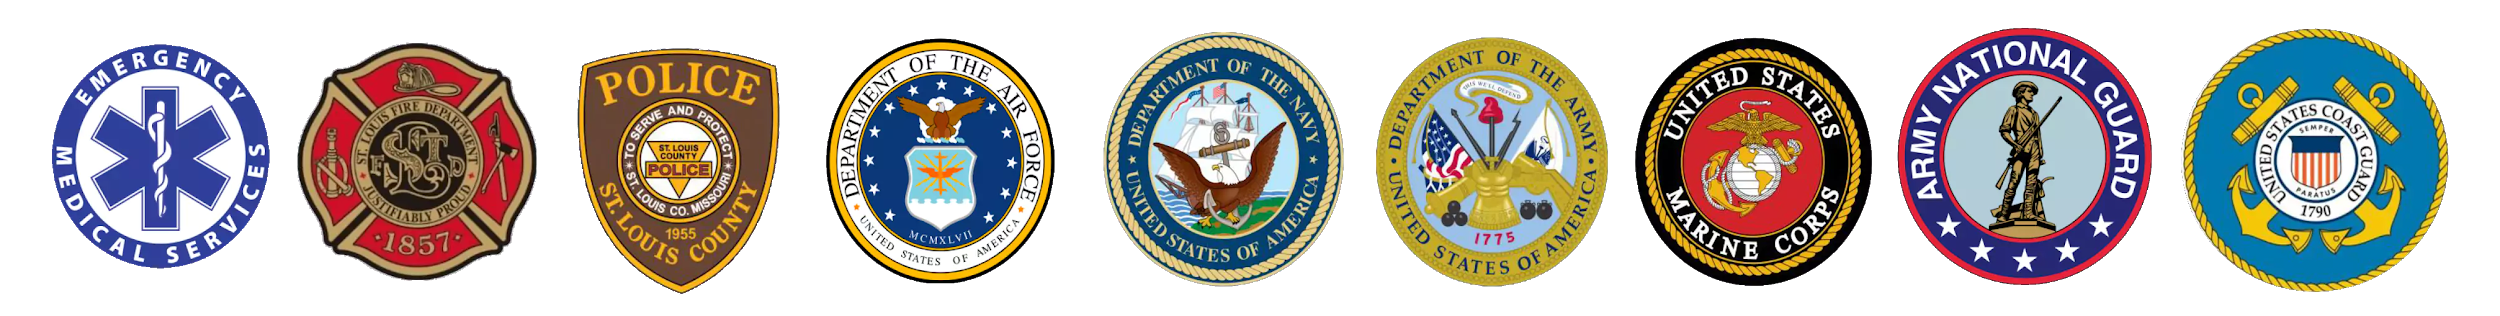 EMERGENCY
MEDICAL SERVICES
ST. LOUIS FIRE DEPARTMENT
STL
F D
JUSTIFIABLY PROUD
·1857·
POLICE
TO SERVE AND PROTECT
ST. LOUIS
COUNTY
POLICE
ST. LOUIS CO. MISSOURI
1955
ST. LOUIS COUNTY
DEPARTMENT OF THE AIR FORCE
MCMXLVII
UNITED STATES OF AMERICA
DEPARTMENT OF THE NAVY
UNITED STATES OF AMERICA
DEPARTMENT OF THE ARMY
THIS WE'LL DEFEND
1775
UNITED STATES OF AMERICA
UNITED STATES
MARINE CORPS
ARMY NATIONAL GUARD
UNITED STATES COAST GUARD
SEMPER
PARATUS
1790